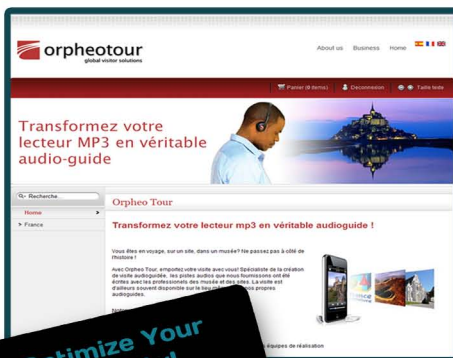 orpheotour
global visitor solutions
About us Business Home
Panier (0 items) Deconnexion Taille texte
Transformez votre
lecteur MP3 en véritable
audio-guide
Recherche...
Home
France
Orpheo Tour
Transformez votre lecteur mp3 en véritable audioguide !
Vous êtes en voyage, sur un site, dans un musée? Ne passez pas à côté de
l'histoire !
Avec Orpheo Tour, emportez votre visite avec vous! Spécialiste de la création
de visite audioguidée, les pistes audios que nous fournissons ont été
écrites avec les professionnels des musées et des sites. La visite est
d'ailleurs souvent disponible sur le lieu propres
audioguides.
équipes de réalisation
Optimize Your